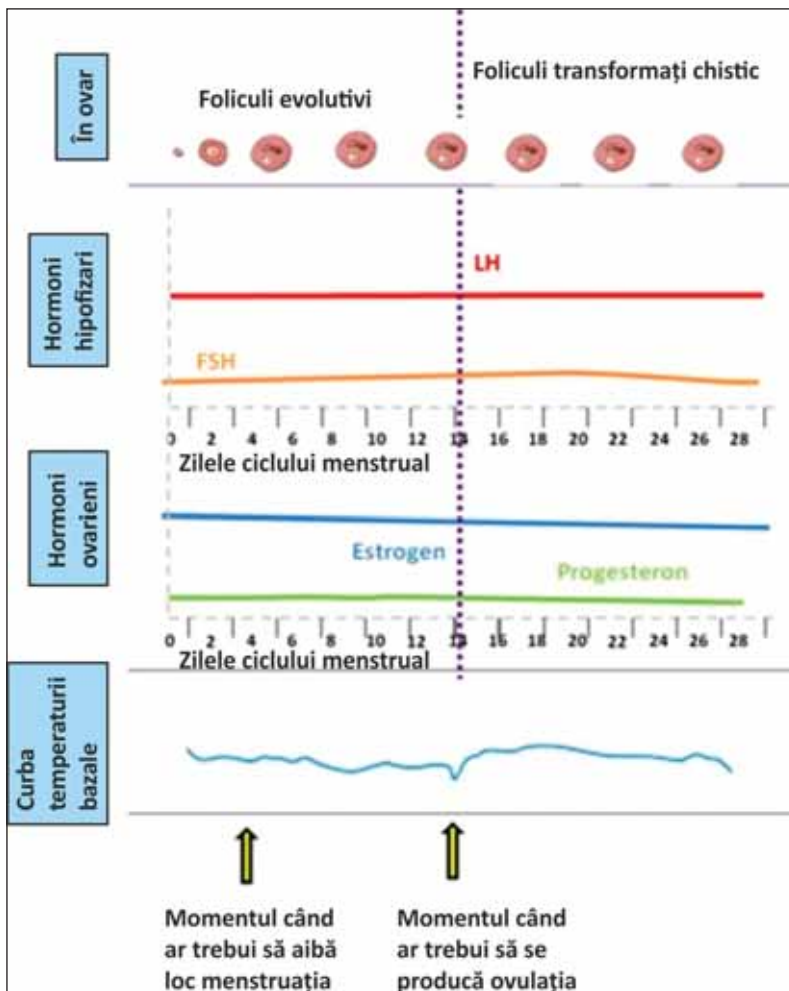 În ovar
Foliculi evolutivi
Foliculi transformați chistic
Hormoni
hipofizari
LH
FSH
0 2 4 6 8 10 12 14 16 18 20 22 24 26 28
Zilele ciclului menstrual
Hormoni
ovarieni
Estrogen
Progesteron
0 2 4 6 8 10 12 14 16 18 20 22 24 26 28
Zilele ciclului menstrual
Curba
temperaturii
bazale
Momentul când
ar trebui să aibă
loc menstruația
Momentul când
ar trebui să se
producă ovulația